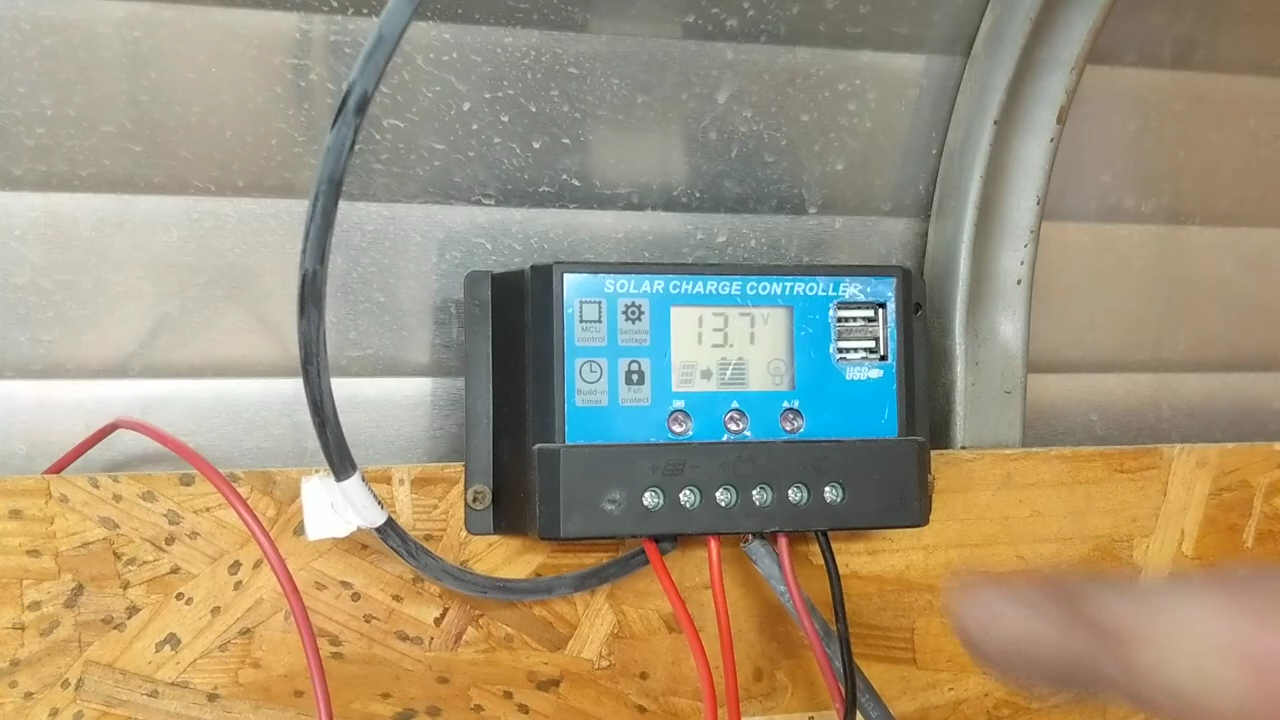 SOLAR CHARGE CONTROLLER
MCU
control
Settable
voltage
13.7 V
Build-in
timer
Full
protect
USB